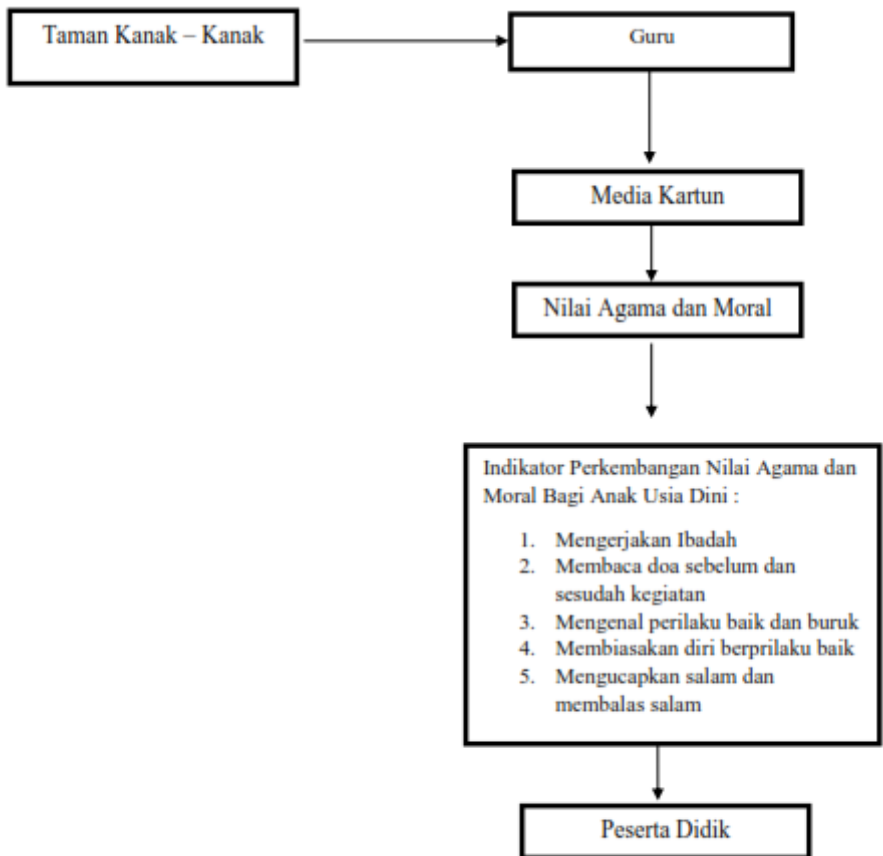 Taman Kanak – Kanak
Guru
Media Kartun
Nilai Agama dan Moral
Indikator Perkembangan Nilai Agama dan
Moral Bagi Anak Usia Dini :
1. Mengerjakan Ibadah
2. Membaca doa sebelum dan
sesudah kegiatan
3. Mengenal perilaku baik dan buruk
4. Membiasakan diri berprilaku baik
5. Mengucapkan salam dan
membalas salam
Peserta Didik